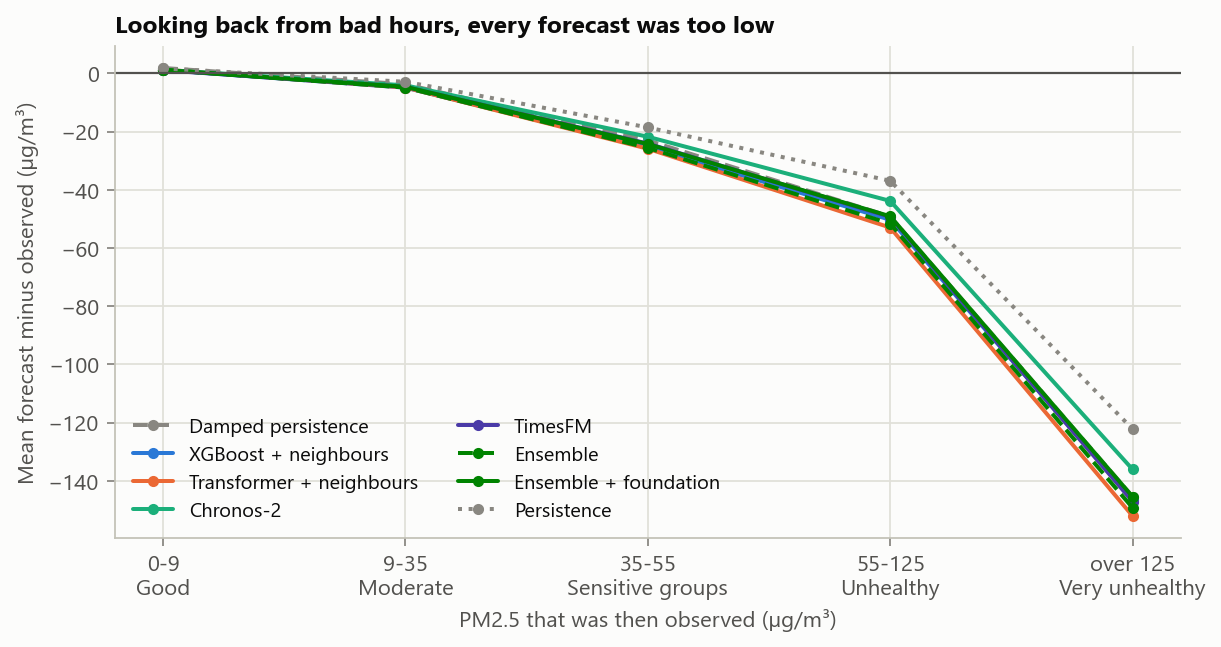 Looking back from bad hours, every forecast was too low
Mean forecast minus observed (µg/m³)
0
−20
−40
−60
−80
−100
−120
−140
Damped persistence
XGBoost + neighbours
Transformer + neighbours
Chronos-2
TimesFM
Ensemble
Ensemble + foundation
Persistence
0-9
Good
9-35
Moderate
35-55
Sensitive groups
55-125
Unhealthy
over 125
Very unhealthy
PM2.5 that was then observed (µg/m³)